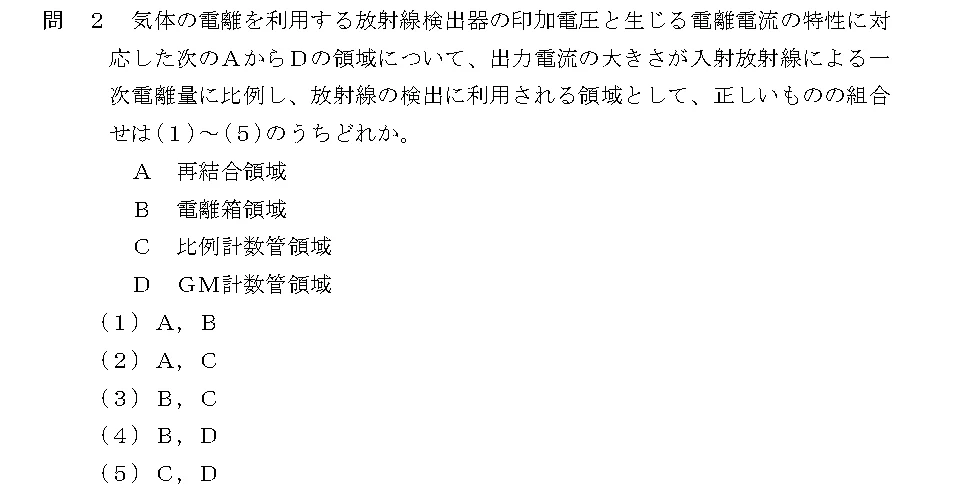 問　２　気体の電離を利用する放射線検出器の印加電圧と生じる電離電流の特性に対
応した次のＡからＤの領域について、出力電流の大きさが入射放射線による一
次電離量に比例し、放射線の検出に利用される領域として、正しいものの組合
せは（１）～（５）のうちどれか。
Ａ　再結合領域
Ｂ　電離箱領域
Ｃ　比例計数管領域
Ｄ　ＧＭ計数管領域
（１）Ａ，Ｂ
（２）Ａ，Ｃ
（３）Ｂ，Ｃ
（４）Ｂ，Ｄ
（５）Ｃ，Ｄ